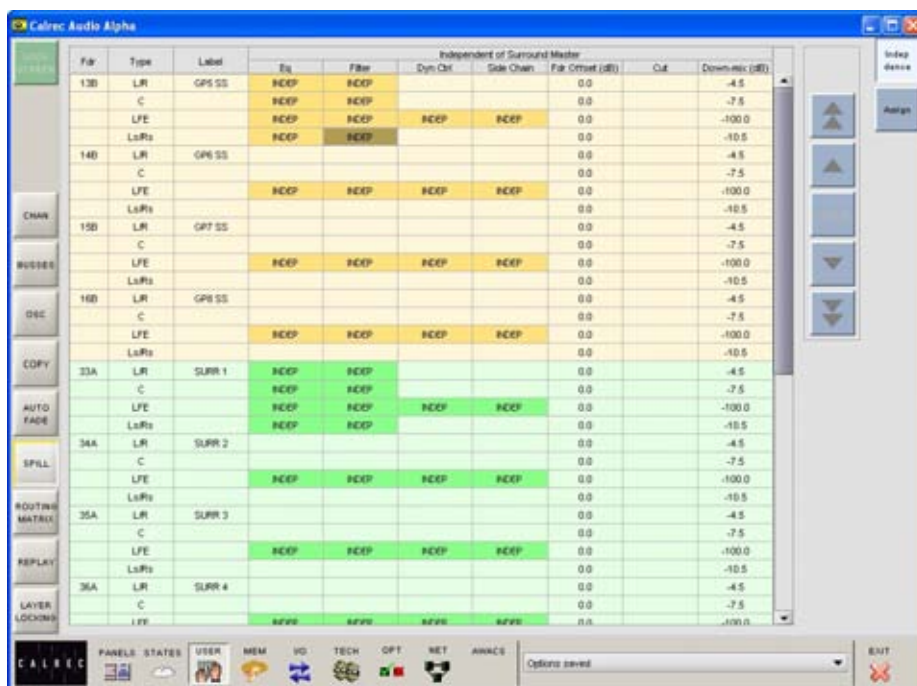 Calrec Audio Alpha
Fdr Type Label Independent of Surround Master
Eq Filter Dyn Ctrl Side Chain Fdr Offset (dB) Cut Down-mix (dB)
13B L/R GP5 SS INDEP INDEP 0.0 -4.5
C INDEP INDEP 0.0 -7.5
LFE INDEP INDEP INDEP INDEP 0.0 -100.0
Ls/Rs INDEP INDEP 0.0 -10.5
14B L/R GP6 SS 0.0 -4.5
C 0.0 -7.5
LFE INDEP INDEP INDEP INDEP 0.0 -100.0
Ls/Rs 0.0 -10.5
15B L/R GP7 SS 0.0 -4.5
C 0.0 -7.5
LFE INDEP INDEP INDEP INDEP 0.0 -100.0
Ls/Rs 0.0 -10.5
16B L/R GP8 SS 0.0 -4.5
C 0.0 -7.5
LFE INDEP INDEP INDEP INDEP 0.0 -100.0
Ls/Rs 0.0 -10.5
33A L/R SURR 1 INDEP INDEP 0.0 -4.5
C INDEP INDEP 0.0 -7.5
LFE INDEP INDEP INDEP INDEP 0.0 -100.0
Ls/Rs INDEP INDEP 0.0 -10.5
34A L/R SURR 2 0.0 -4.5
C 0.0 -7.5
LFE INDEP INDEP INDEP INDEP 0.0 -100.0
Ls/Rs 0.0 -10.5
35A L/R SURR 3 0.0 -4.5
C 0.0 -7.5
LFE INDEP INDEP INDEP INDEP 0.0 -100.0
Ls/Rs 0.0 -10.5
36A L/R SURR 4 0.0 -4.5
C 0.0 -7.5
LFE INDEP INDEP INDEP INDEP 0.0 -100.0
CHAN
BUSSES
OSC
COPY
AUTO
FADE
SPILL
ROUTING
MATRIX
REPLAY
LAYER
LOCKING
Indep
dence
Assign
CALREC
PANELS STATES USER MEM I/O TECH OPT NET AWACS
Options saved
EXIT